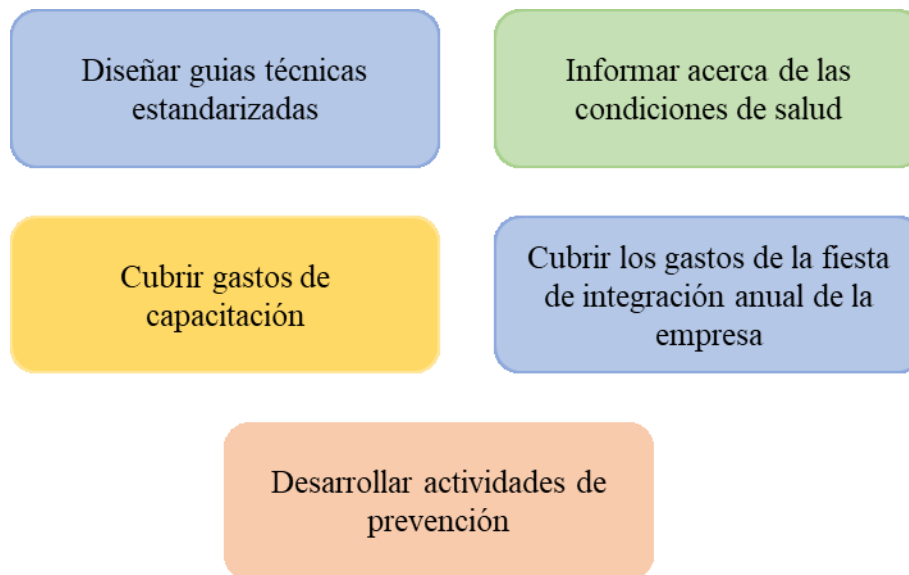 Diseñar guias técnicas
estandarizadas
Informar acerca de las
condiciones de salud
Cubrir gastos de
capacitación
Cubrir los gastos de la fiesta
de integración anual de la
empresa
Desarrollar actividades de
prevención